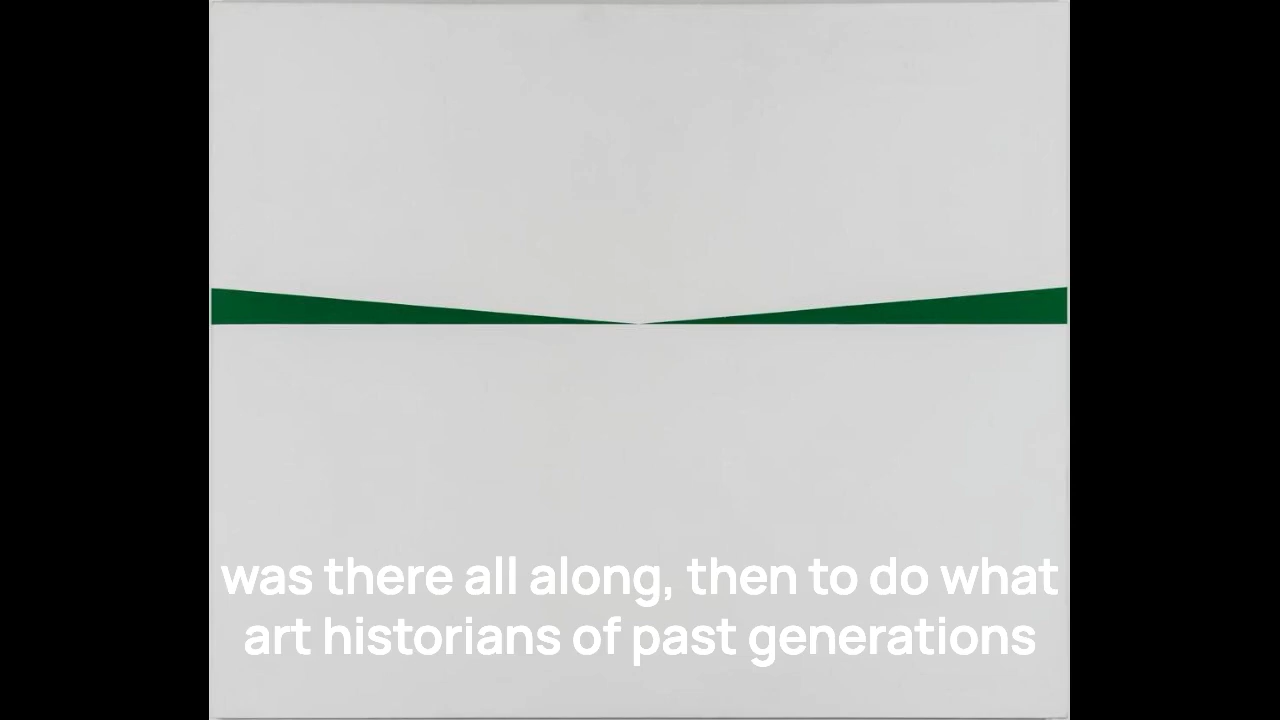 was there all along, then to do what
art historians of past generations